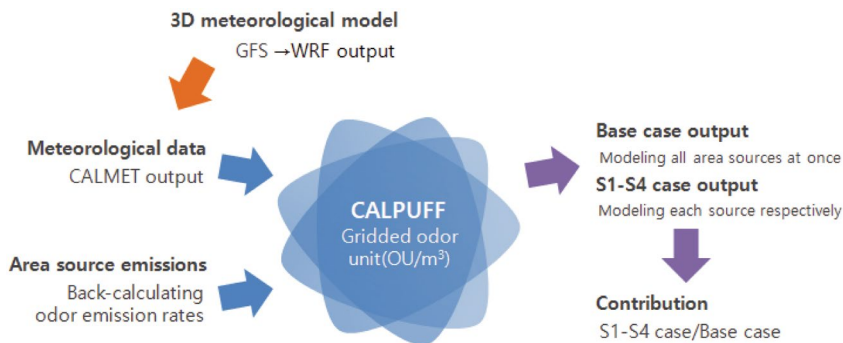 3D meteorological model
GFS →WRF output
Meteorological data
CALMET output
Area source emissions
Back-calculating
odor emission rates
CALPUFF
Gridded odor
unit(OU/m³)
Base case output
Modeling all area sources at once
S1-S4 case output
Modeling each source respectively
Contribution
S1-S4 case/Base case